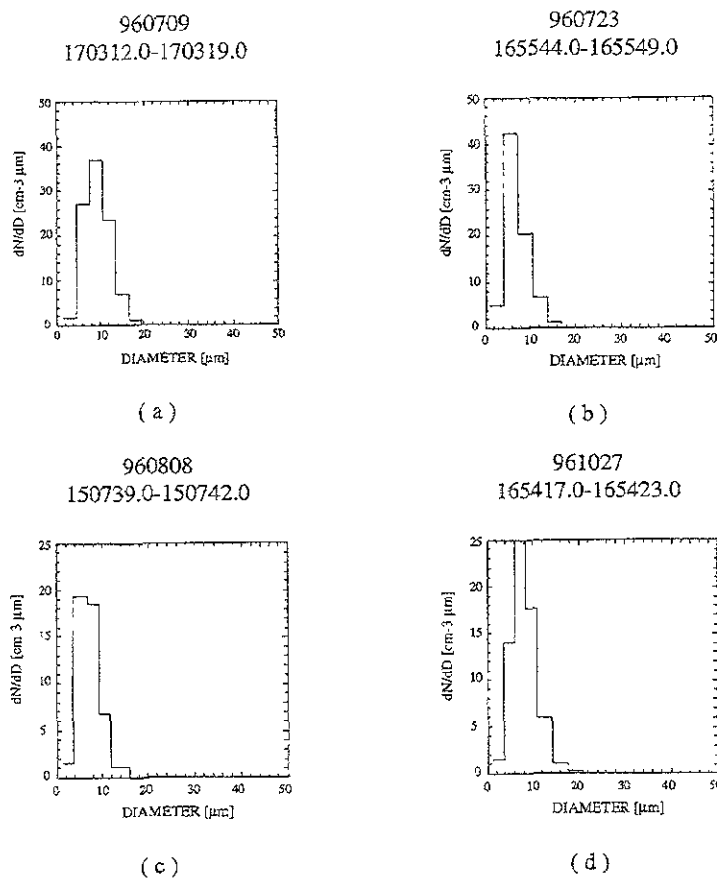 960709
170312.0-170319.0
50
40
30
20
10
0
dN/dD [cm-3 µm]
0 10 20 30 40 50
DIAMETER [µm]
(a)
960723
165544.0-165549.0
50
40
30
20
10
0
dN/dD [cm-3 µm]
0 10 20 30 40 50
DIAMETER [µm]
(b)
960808
150739.0-150742.0
25
20
15
10
5
0
dN/dD [cm-3 µm]
0 10 20 30 40 50
DIAMETER [µm]
(c)
961027
165417.0-165423.0
25
20
15
10
5
0
dN/dD [cm-3 µm]
0 10 20 30 40 50
DIAMETER [µm]
(d)